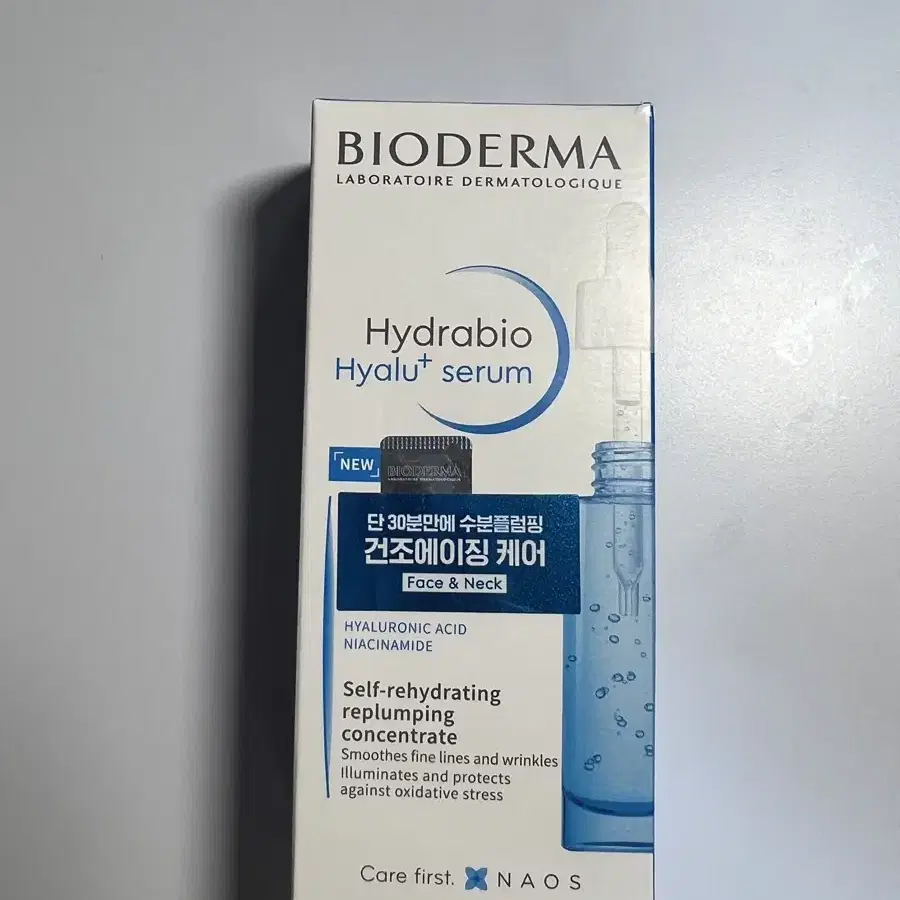 BIODERMA
LABORATOIRE DERMATOLOGIQUE
Hydrabio
Hyalu+ serum
NEW
BIODERMA
LABORATOIRE DERMATOLOGIQUE
단 30분만에 수분플럼핑
건조에이징 케어
Face & Neck
HYALURONIC ACID
NIACINAMIDE
Self-rehydrating
replumping
concentrate
Smoothes fine lines and wrinkles
Illuminates and protects
against oxidative stress
Care first. NAOS